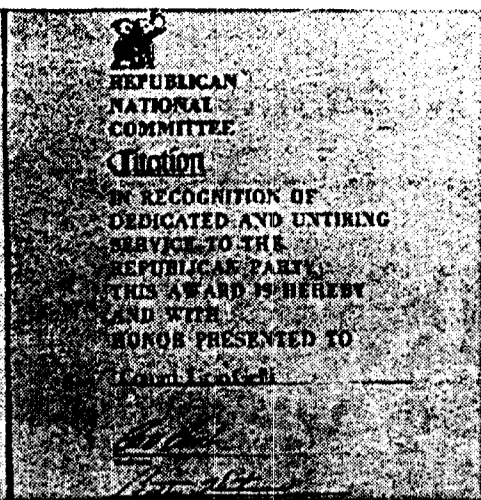 REPUBLICAN
NATIONAL
COMMITTEE
Citation
IN RECOGNITION OF
DEDICATED AND UNTIRING
SERVICE TO THE
REPUBLICAN PARTY,
THIS AWARD IS HEREBY
AND WITH
HONOR PRESENTED TO